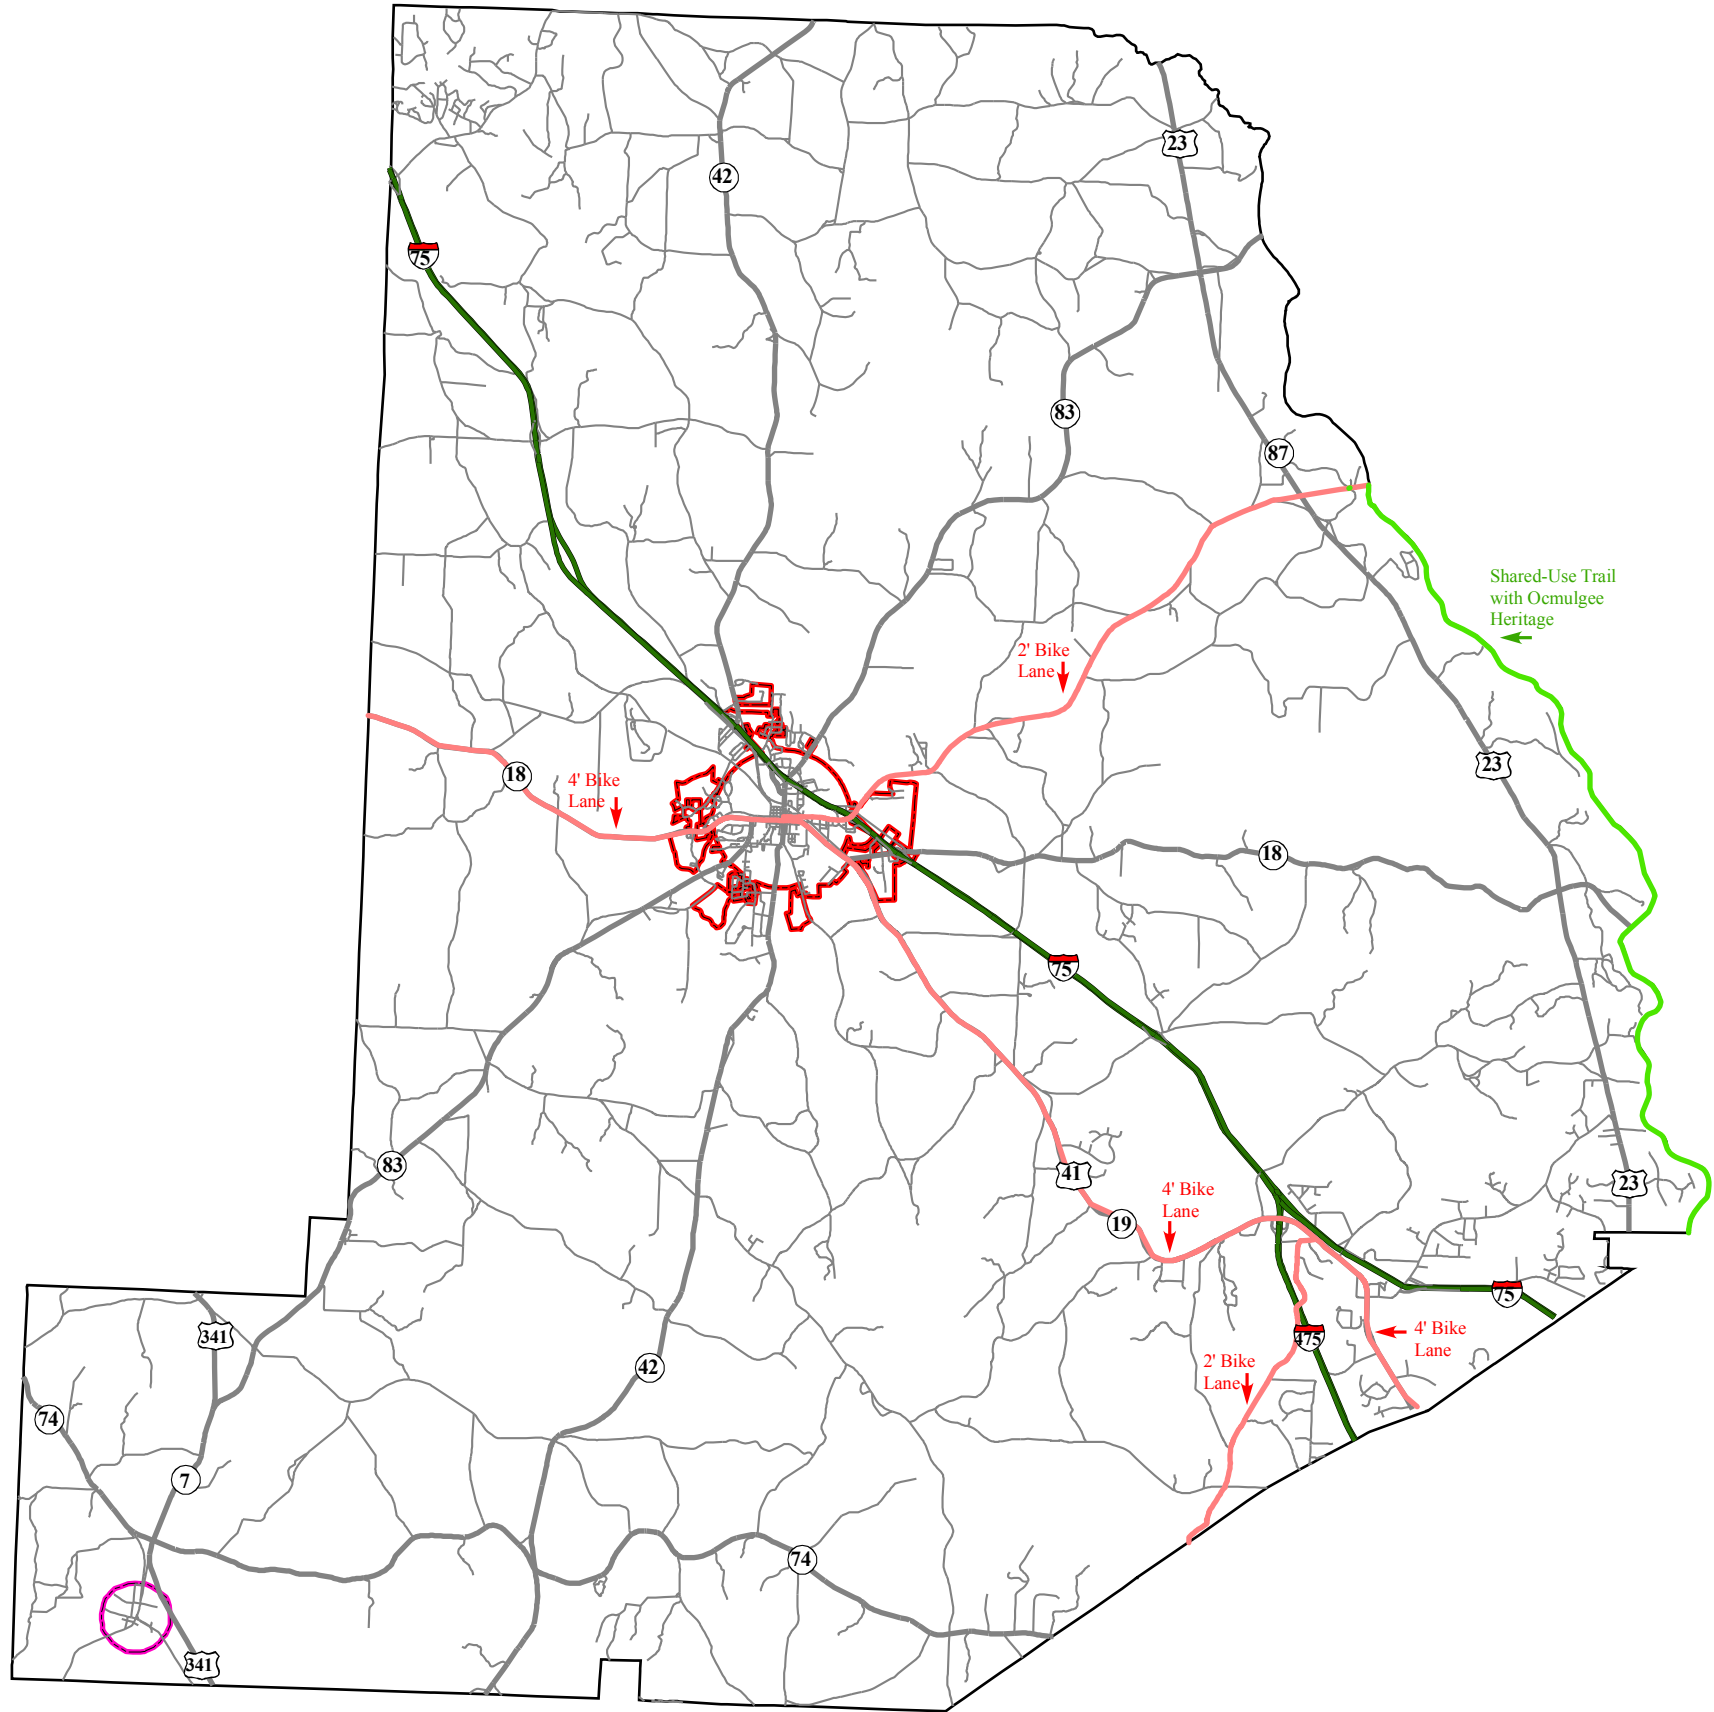 23
42
75
83
87
Shared-Use Trail
with Ocmulgee
Heritage
2' Bike
Lane
23
18
4' Bike
Lane
18
75
83
41
4' Bike
Lane
19
23
75
341
475
4' Bike
Lane
42
2' Bike
Lane
74
7
74
341